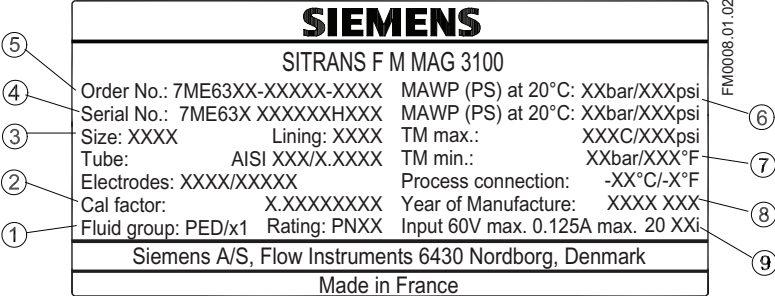 SIEMENS
SITRANS F M MAG 3100
Order No.: 7ME63XX-XXXXX-XXXX MAWP (PS) at 20°C: XXbar/XXXpsi
Serial No.: 7ME63X XXXXXXHXXX MAWP (PS) at 20°C: XXbar/XXXpsi
Size: XXXX Lining: XXXX TM max.: XXXC/XXXpsi
Tube: AISI XXX/X.XXXX TM min.: XXbar/XXX°F
Electrodes: XXXX/XXXXX Process connection: -XX°C/-X°F
Cal factor: X.XXXXXXXX Year of Manufacture: XXXX XXX
Fluid group: PED/x1 Rating: PNXX Input 60V max. 0.125A max. 20 XXi
Siemens A/S, Flow Instruments 6430 Nordborg, Denmark
Made in France
5
4
3
2
1
6
7
8
9
FM0008.01.02